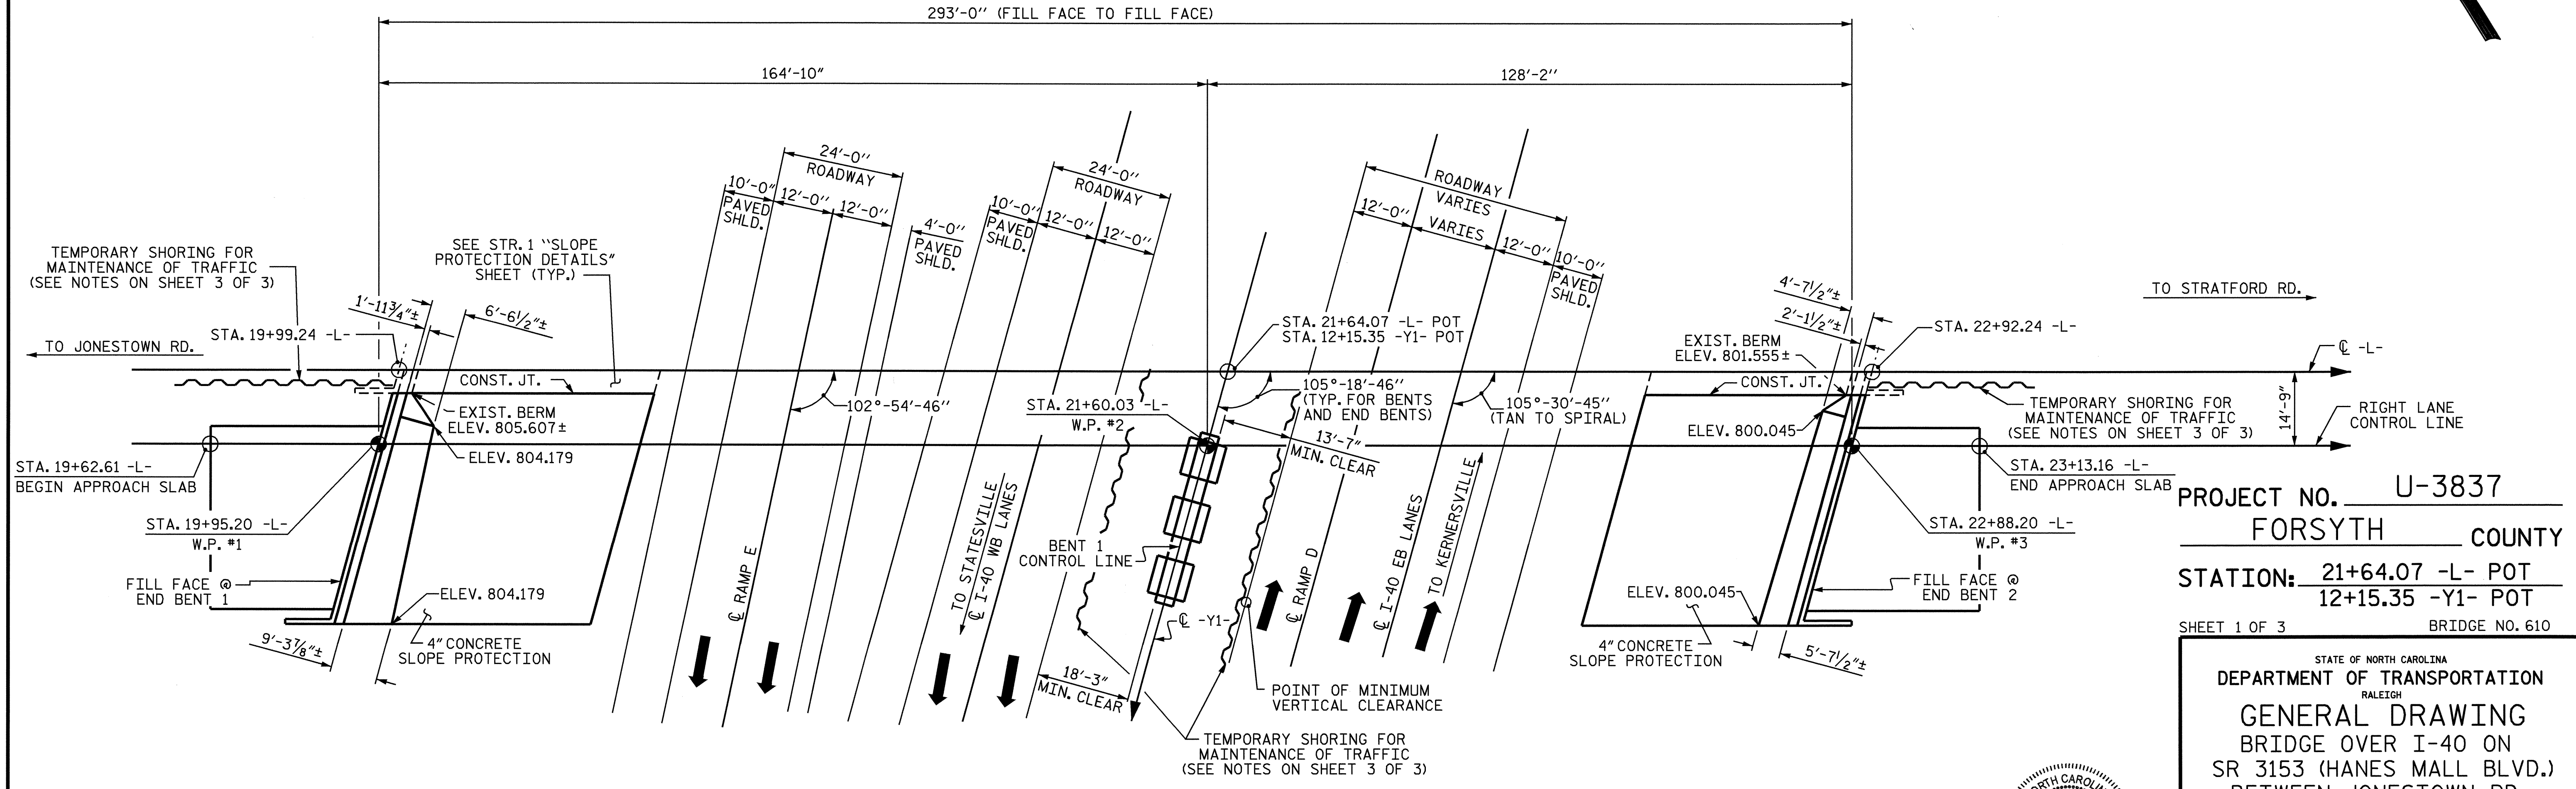 293'-0" (FILL FACE TO FILL FACE)
164'-10"
128'-2"
24'-0"
ROADWAY
10'-0"
PAVED
SHLD.
12'-0"
12'-0"
4'-0"
PAVED
SHLD.
24'-0"
ROADWAY
10'-0"
PAVED
SHLD.
12'-0"
12'-0"
ROADWAY
VARIES
12'-0"
VARIES
12'-0"
10'-0"
PAVED
SHLD.
TEMPORARY SHORING FOR
MAINTENANCE OF TRAFFIC
(SEE NOTES ON SHEET 3 OF 3)
SEE STR. 1 "SLOPE
PROTECTION DETAILS"
SHEET (TYP.)
1'-11 3/4"±
6'-6 1/2"±
STA. 19+99.24 -L-
TO JONESTOWN RD.
CONST. JT.
EXIST. BERM
ELEV. 805.607±
ELEV. 804.179
STA. 19+62.61 -L-
BEGIN APPROACH SLAB
STA. 19+95.20 -L-
W.P. #1
FILL FACE @
END BENT 1
ELEV. 804.179
9'-3 7/8"±
4" CONCRETE
SLOPE PROTECTION
102°-54'-46"
℄ RAMP E
TO STATESVILLE
℄ I-40 WB LANES
STA. 21+64.07 -L- POT
STA. 12+15.35 -Y1- POT
STA. 21+60.03 -L-
W.P. #2
105°-18'-46"
(TYP. FOR BENTS
AND END BENTS)
13'-7"
MIN. CLEAR
105°-30'-45"
(TAN TO SPIRAL)
BENT 1
CONTROL LINE
℄ -Y1-
18'-3"
MIN. CLEAR
POINT OF MINIMUM
VERTICAL CLEARANCE
TEMPORARY SHORING FOR
MAINTENANCE OF TRAFFIC
(SEE NOTES ON SHEET 3 OF 3)
℄ RAMP D
℄ I-40 EB LANES
TO KERNERSVILLE
4'-7 1/2"±
2'-1 1/2"±
EXIST. BERM
ELEV. 801.555±
CONST. JT.
ELEV. 800.045
ELEV. 800.045
4" CONCRETE
SLOPE PROTECTION
5'-7 1/2"±
STA. 22+92.24 -L-
TO STRATFORD RD.
℄ -L-
14'-9"
RIGHT LANE
CONTROL LINE
TEMPORARY SHORING FOR
MAINTENANCE OF TRAFFIC
(SEE NOTES ON SHEET 3 OF 3)
STA. 23+13.16 -L-
END APPROACH SLAB
STA. 22+88.20 -L-
W.P. #3
FILL FACE @
END BENT 2
PROJECT NO. U-3837
FORSYTH COUNTY
STATION: 21+64.07 -L- POT
12+15.35 -Y1- POT
SHEET 1 OF 3 BRIDGE NO. 610
STATE OF NORTH CAROLINA
DEPARTMENT OF TRANSPORTATION
RALEIGH
GENERAL DRAWING
BRIDGE OVER I-40 ON
SR 3153 (HANES MALL BLVD.)
BETWEEN JONESTOWN RD.
NORTH CAROLINA